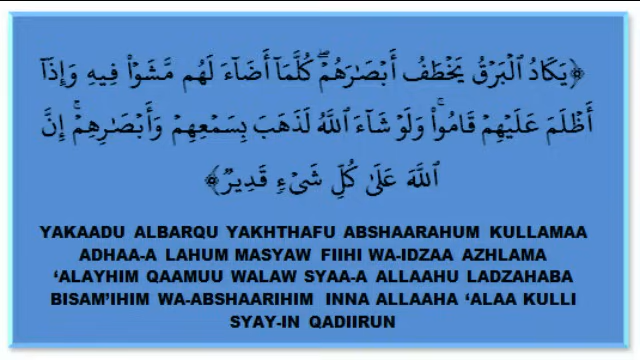 ﴿يَكَادُ ٱلْبَرْقُ يَخْطَفُ أَبْصَٰرَهُمْ ۖ كُلَّمَآ أَضَآءَ لَهُم مَّشَوْا۟ فِيهِ وَإِذَآ
أَظْلَمَ عَلَيْهِمْ قَامُوا۟ ۚ وَلَوْ شَآءَ ٱللَّهُ لَذَهَبَ بِسَمْعِهِمْ وَأَبْصَٰرِهِمْ ۚ إِنَّ
ٱللَّهَ عَلَىٰ كُلِّ شَىْءٍ قَدِيرٌ﴾
YAKAADU ALBARQU YAKHTHAFU ABSHAARAHUM KULLAMAA
ADHAA-A LAHUM MASYAW FIIHI WA-IDZAA AZHLAMA
‘ALAYHIM QAAMUU WALAW SYAA-A ALLAAHU LADZAHABA
BISAM’IHIM WA-ABSHAARIHIM INNA ALLAAHA ‘ALAA KULLI
SYAY-IN QADIIRUN